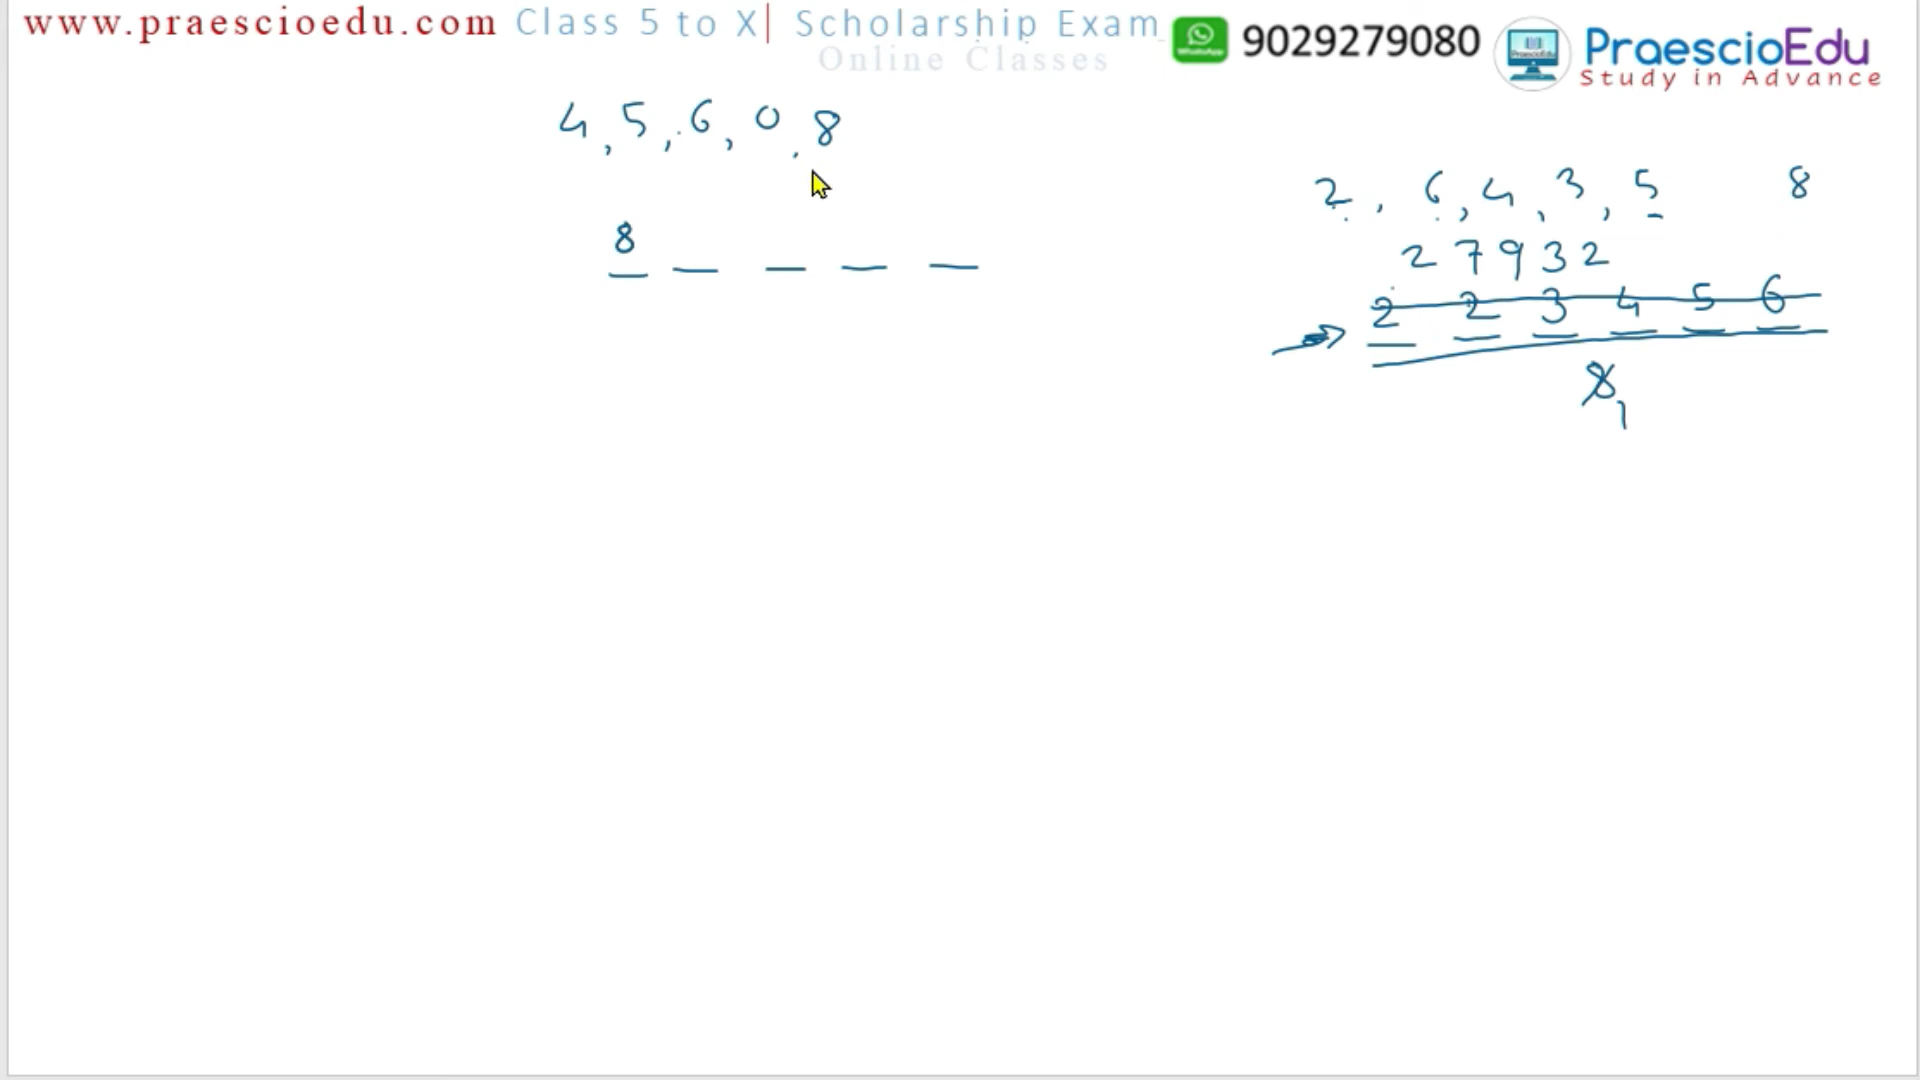 www.praescioedu.com Class 5 to X| Scholarship Exam
Online Classes
WhatsApp
9029279080
PraescioEdu
Study in Advance
4, 5, 6, 0, 8
8
2, 6, 4, 3, 5 8
2 7 9 3 2
2 2 3 4 5 6
1